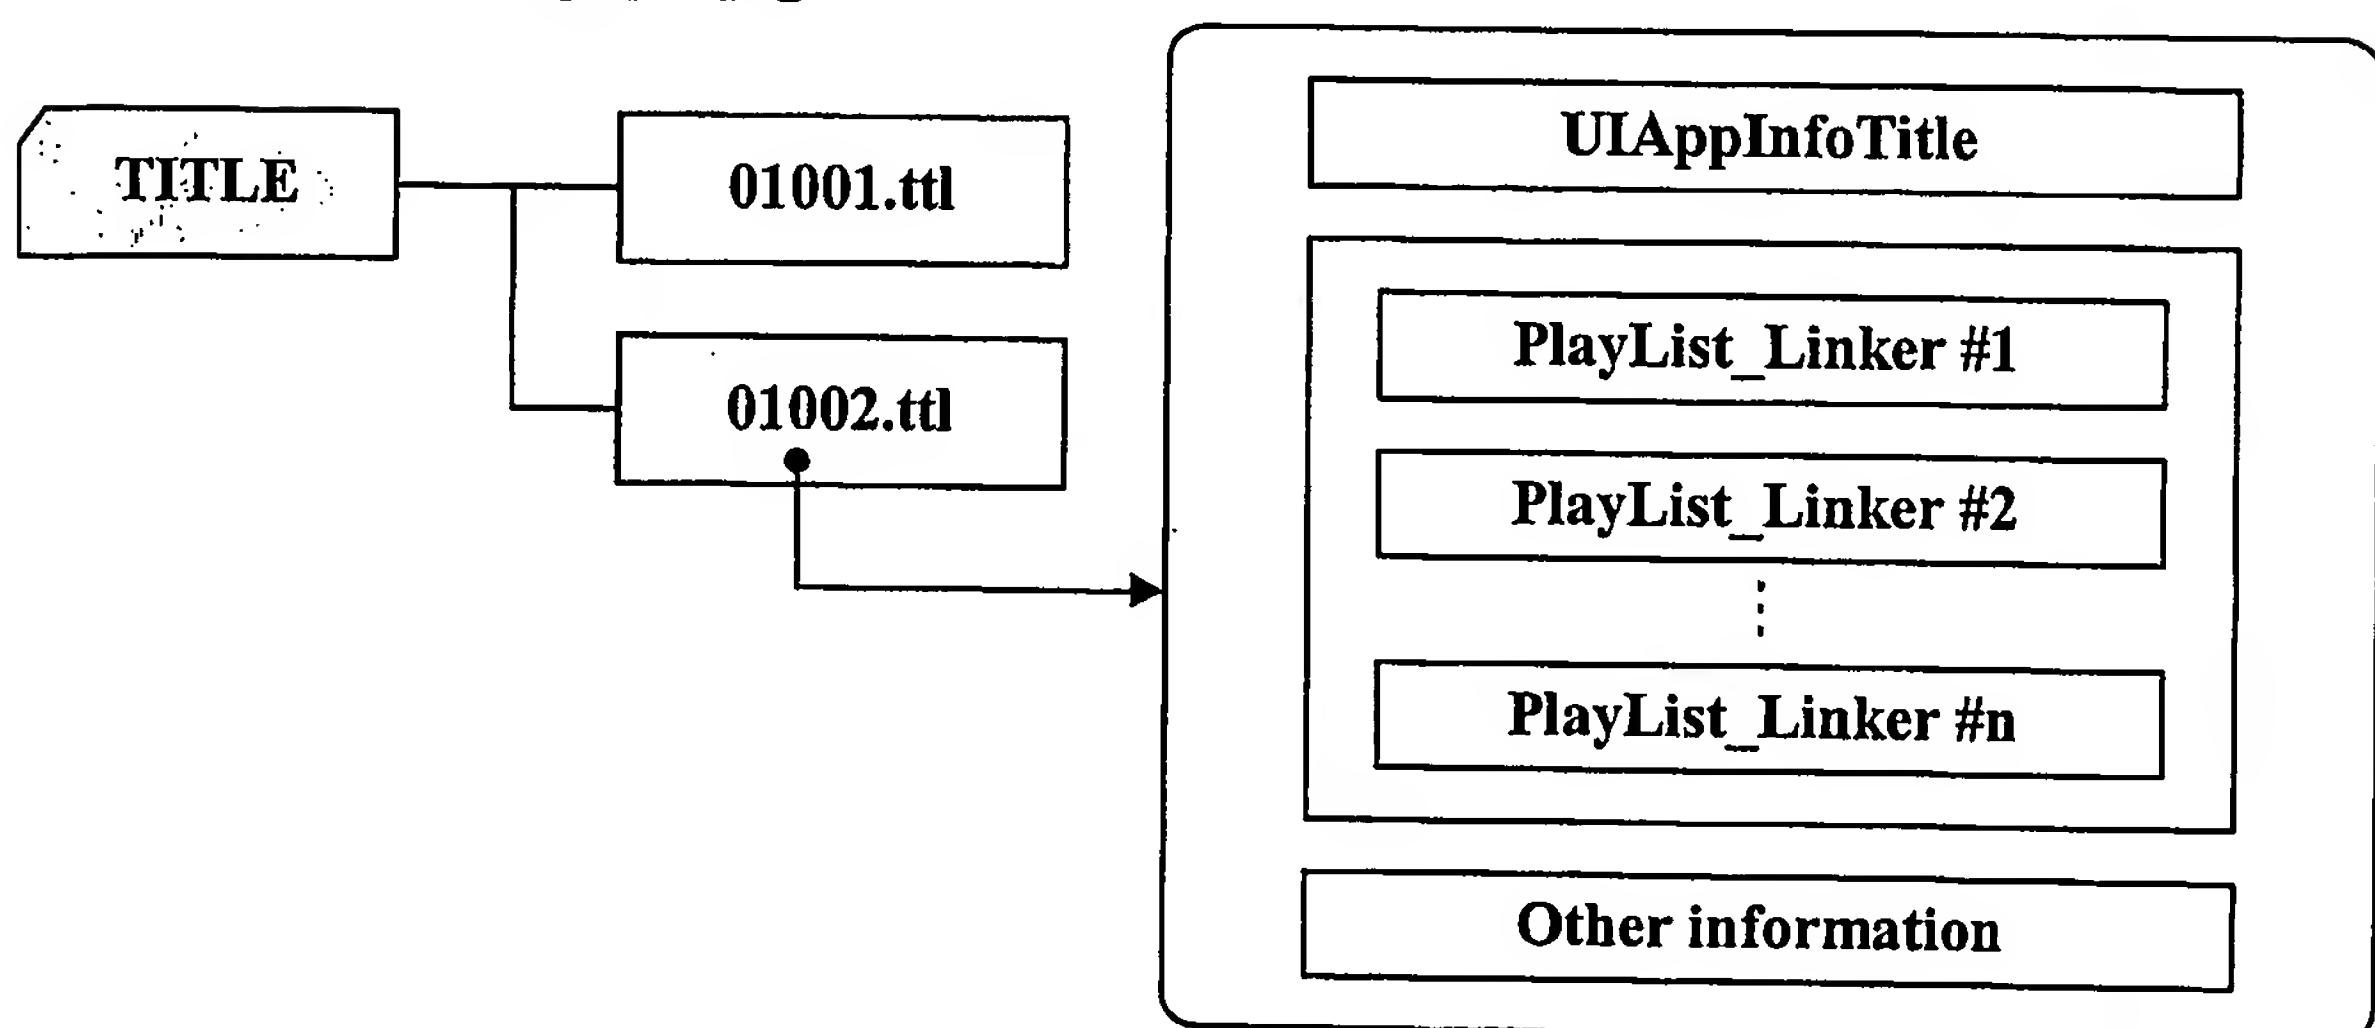 TITLE
01001.ttl
01002.ttl
UIAppInfoTitle
PlayList_Linker #1
PlayList_Linker #2
PlayList_Linker #n
Other information